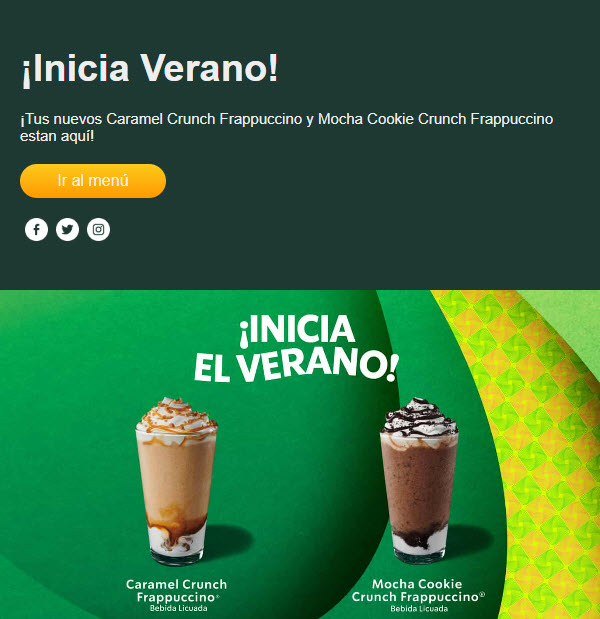 ¡Inicia Verano!
¡Tus nuevos Caramel Crunch Frappuccino y Mocha Cookie Crunch Frappuccino
estan aquí!
Ir al menú
¡INICIA
EL VERANO!
Caramel Crunch
Frappuccino®
Bebida Licuada
Mocha Cookie
Crunch Frappuccino®
Bebida Licuada